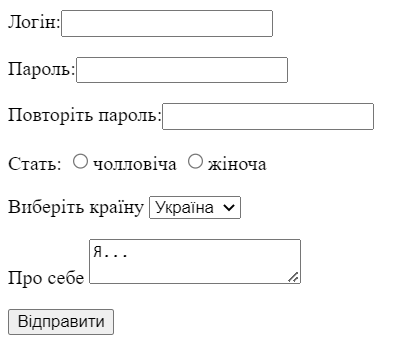 Логін:
Пароль:
Повторіть пароль:
Стать: чолловіча жіноча
Виберіть країну Україна
Я...
Про себе
Відправити